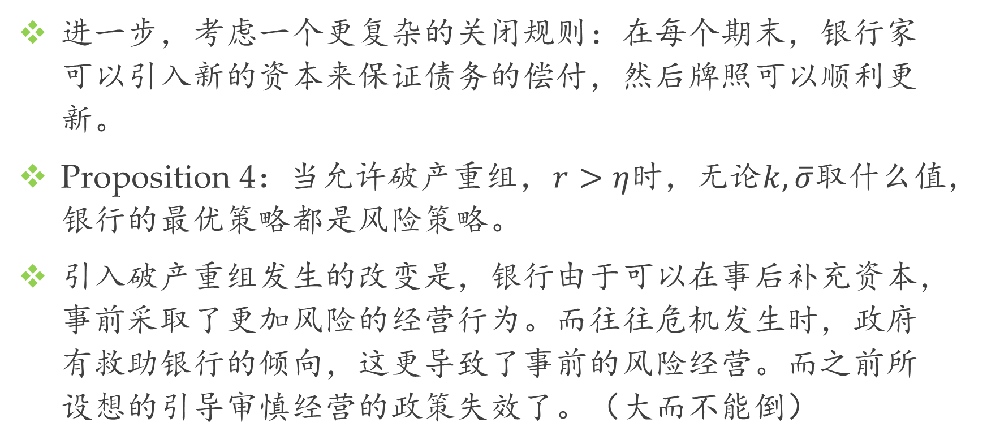 进一步，考虑一个更复杂的关闭规则：在每个期末，银行家
可以引入新的资本来保证债务的偿付，然后牌照可以顺利更
新。
Proposition 4：当允许破产重组，r > η时，无论k, σ̄取什么值，
银行的最优策略都是风险策略。
引入破产重组发生的改变是，银行由于可以在事后补充资本，
事前采取了更加风险的经营行为。而往往危机发生时，政府
有救助银行的倾向，这更导致了事前的风险经营。而之前所
设想的引导审慎经营的政策失效了。（大而不能倒）